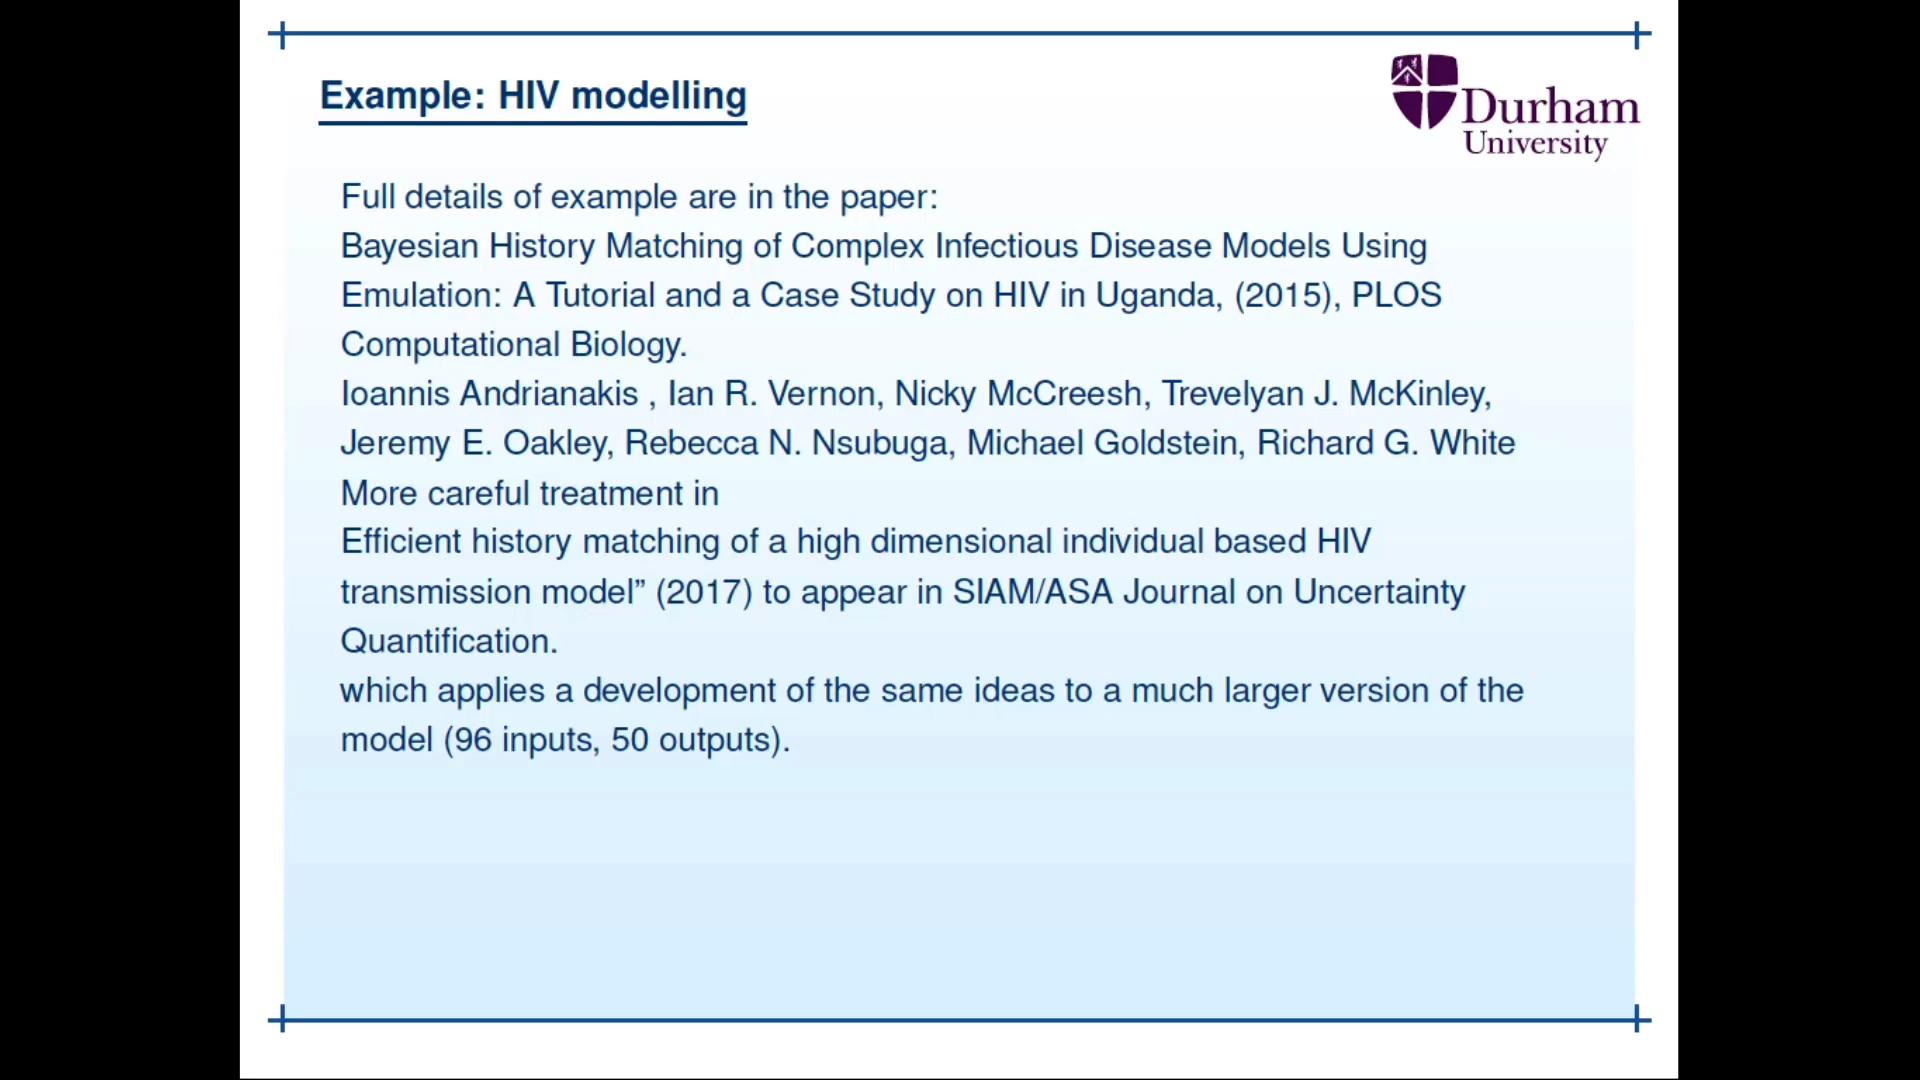 Example: HIV modelling
Durham
University
Full details of example are in the paper:
Bayesian History Matching of Complex Infectious Disease Models Using
Emulation: A Tutorial and a Case Study on HIV in Uganda, (2015), PLOS
Computational Biology.
Ioannis Andrianakis , Ian R. Vernon, Nicky McCreesh, Trevelyan J. McKinley,
Jeremy E. Oakley, Rebecca N. Nsubuga, Michael Goldstein, Richard G. White
More careful treatment in
Efficient history matching of a high dimensional individual based HIV
transmission model” (2017) to appear in SIAM/ASA Journal on Uncertainty
Quantification.
which applies a development of the same ideas to a much larger version of the
model (96 inputs, 50 outputs).